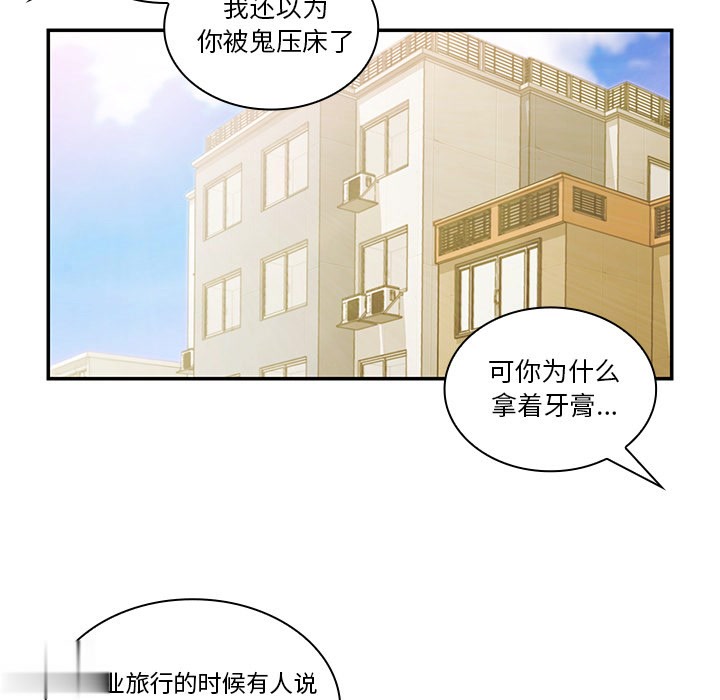 我还以为
你被鬼压床了
可你为什么
拿着牙膏...
业旅行的时候有人说